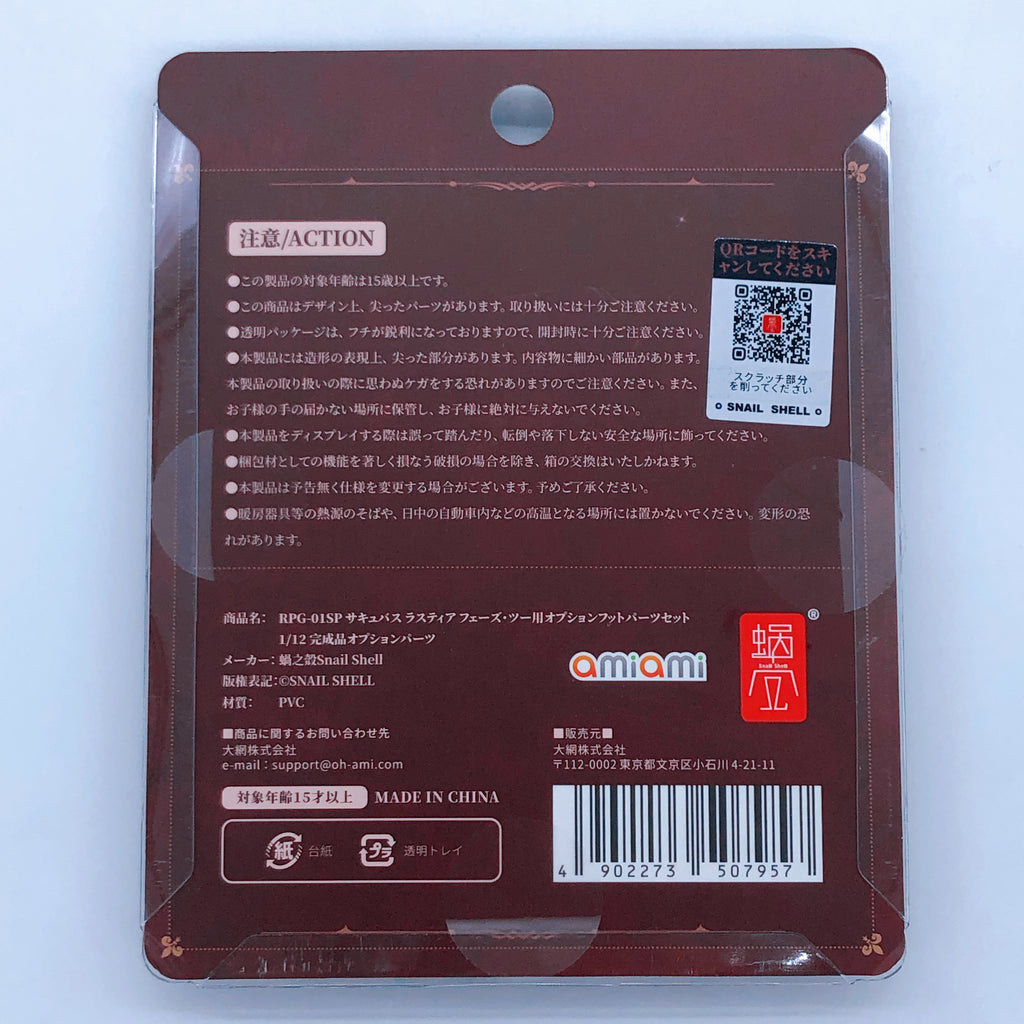 注意/ACTION
●この製品の対象年齢は15歳以上です。
●この商品はデザイン上、尖ったパーツがあります。取り扱いには十分ご注意ください。
●透明パッケージは、フチが鋭利になっておりますので、開封時に十分ご注意ください。
●本製品には造形の表現上、尖った部分があります。内容物に細かい部品があります。
本製品の取り扱いの際に思わぬケガをする恐れがありますのでご注意ください。また、
お子様の手の届かない場所に保管し、お子様に絶対に与えないでください。
●本製品をディスプレイする際は誤って踏んだり、転倒や落下しない安全な場所に飾ってください。
●梱包材としての機能を著しく損なう破損の場合を除き、箱の交換はいたしかねます。
●本製品は予告無く仕様を変更する場合がございます。予めご了承ください。
●暖房器具等の熱源のそばや、日中の自動車内などの高温となる場所には置かないでください。変形の恐
れがあります。
QRコードをスキ
ャンしてください
スクラッチ部分
を削ってください
SNAIL SHELL
商品名： RPG-01SP サキュバス ラスティア フェーズ・ツー用オプションフットパーツセット
1/12 完成品オプションパーツ
メーカー：蝸之殻Snail Shell
版権表記：©SNAIL SHELL
材質： PVC
amiami
蝸
Snail Shell
®
■商品に関するお問い合わせ先
大網株式会社
e-mail：support@oh-ami.com
■販売元■
大網株式会社
〒112-0002 東京都文京区小石川 4-21-11
対象年齢15才以上 MADE IN CHINA
紙 台紙 プラ 透明トレイ
4 902273 507957